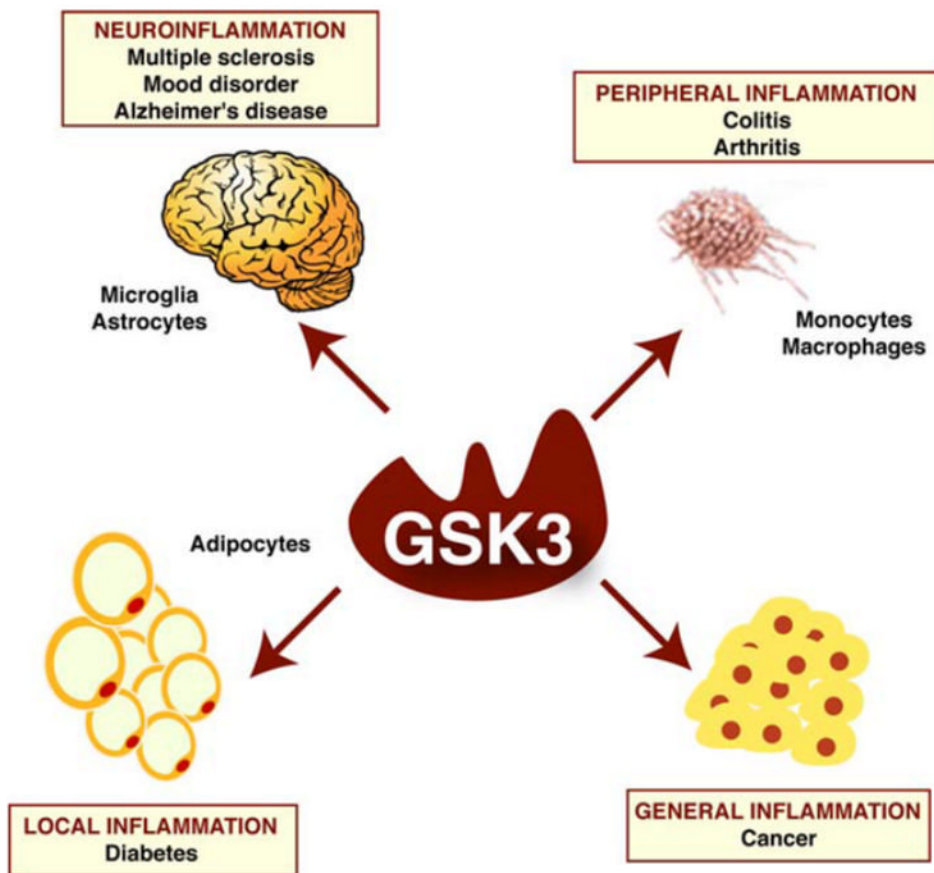 NEUROINFLAMMATION
Multiple sclerosis
Mood disorder
Alzheimer's disease
PERIPHERAL INFLAMMATION
Colitis
Arthritis
Microglia
Astrocytes
Monocytes
Macrophages
GSK3
Adipocytes
LOCAL INFLAMMATION
Diabetes
GENERAL INFLAMMATION
Cancer